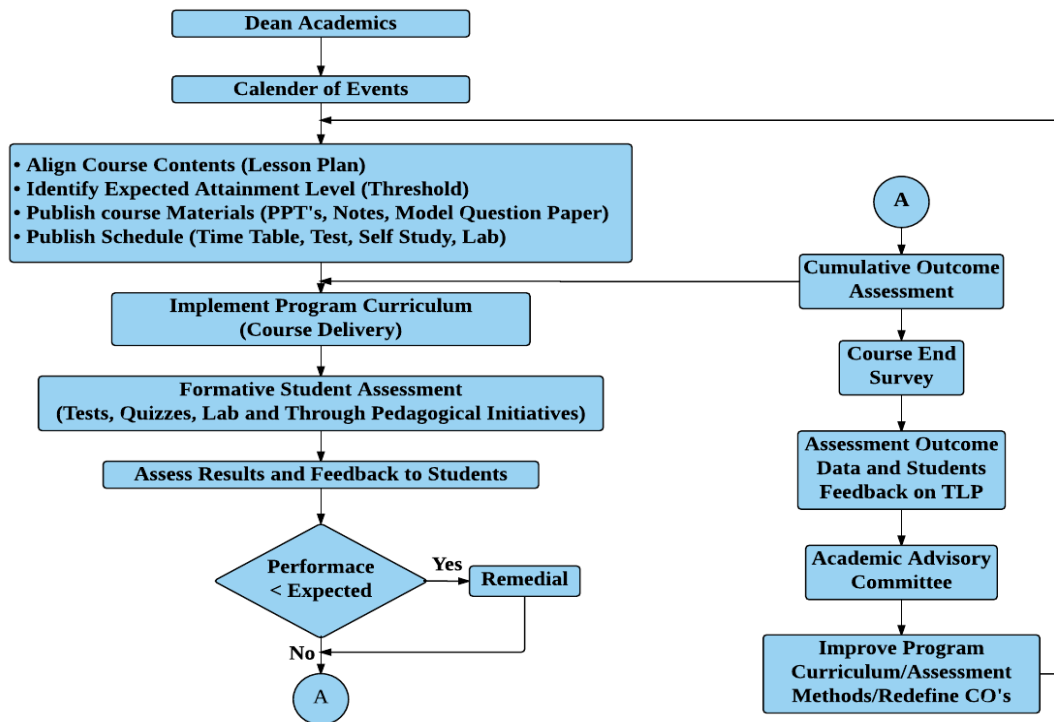 Dean Academics
Calender of Events
• Align Course Contents (Lesson Plan)
• Identify Expected Attainment Level (Threshold)
• Publish course Materials (PPT's, Notes, Model Question Paper)
• Publish Schedule (Time Table, Test, Self Study, Lab)
Implement Program Curriculum
(Course Delivery)
Formative Student Assessment
(Tests, Quizzes, Lab and Through Pedagogical Initiatives)
Assess Results and Feedback to Students
Performace
< Expected
Yes
Remedial
No
A
A
Cumulative Outcome
Assessment
Course End
Survey
Assessment Outcome
Data and Students
Feedback on TLP
Academic Advisory
Committee
Improve Program
Curriculum/Assessment
Methods/Redefine CO's